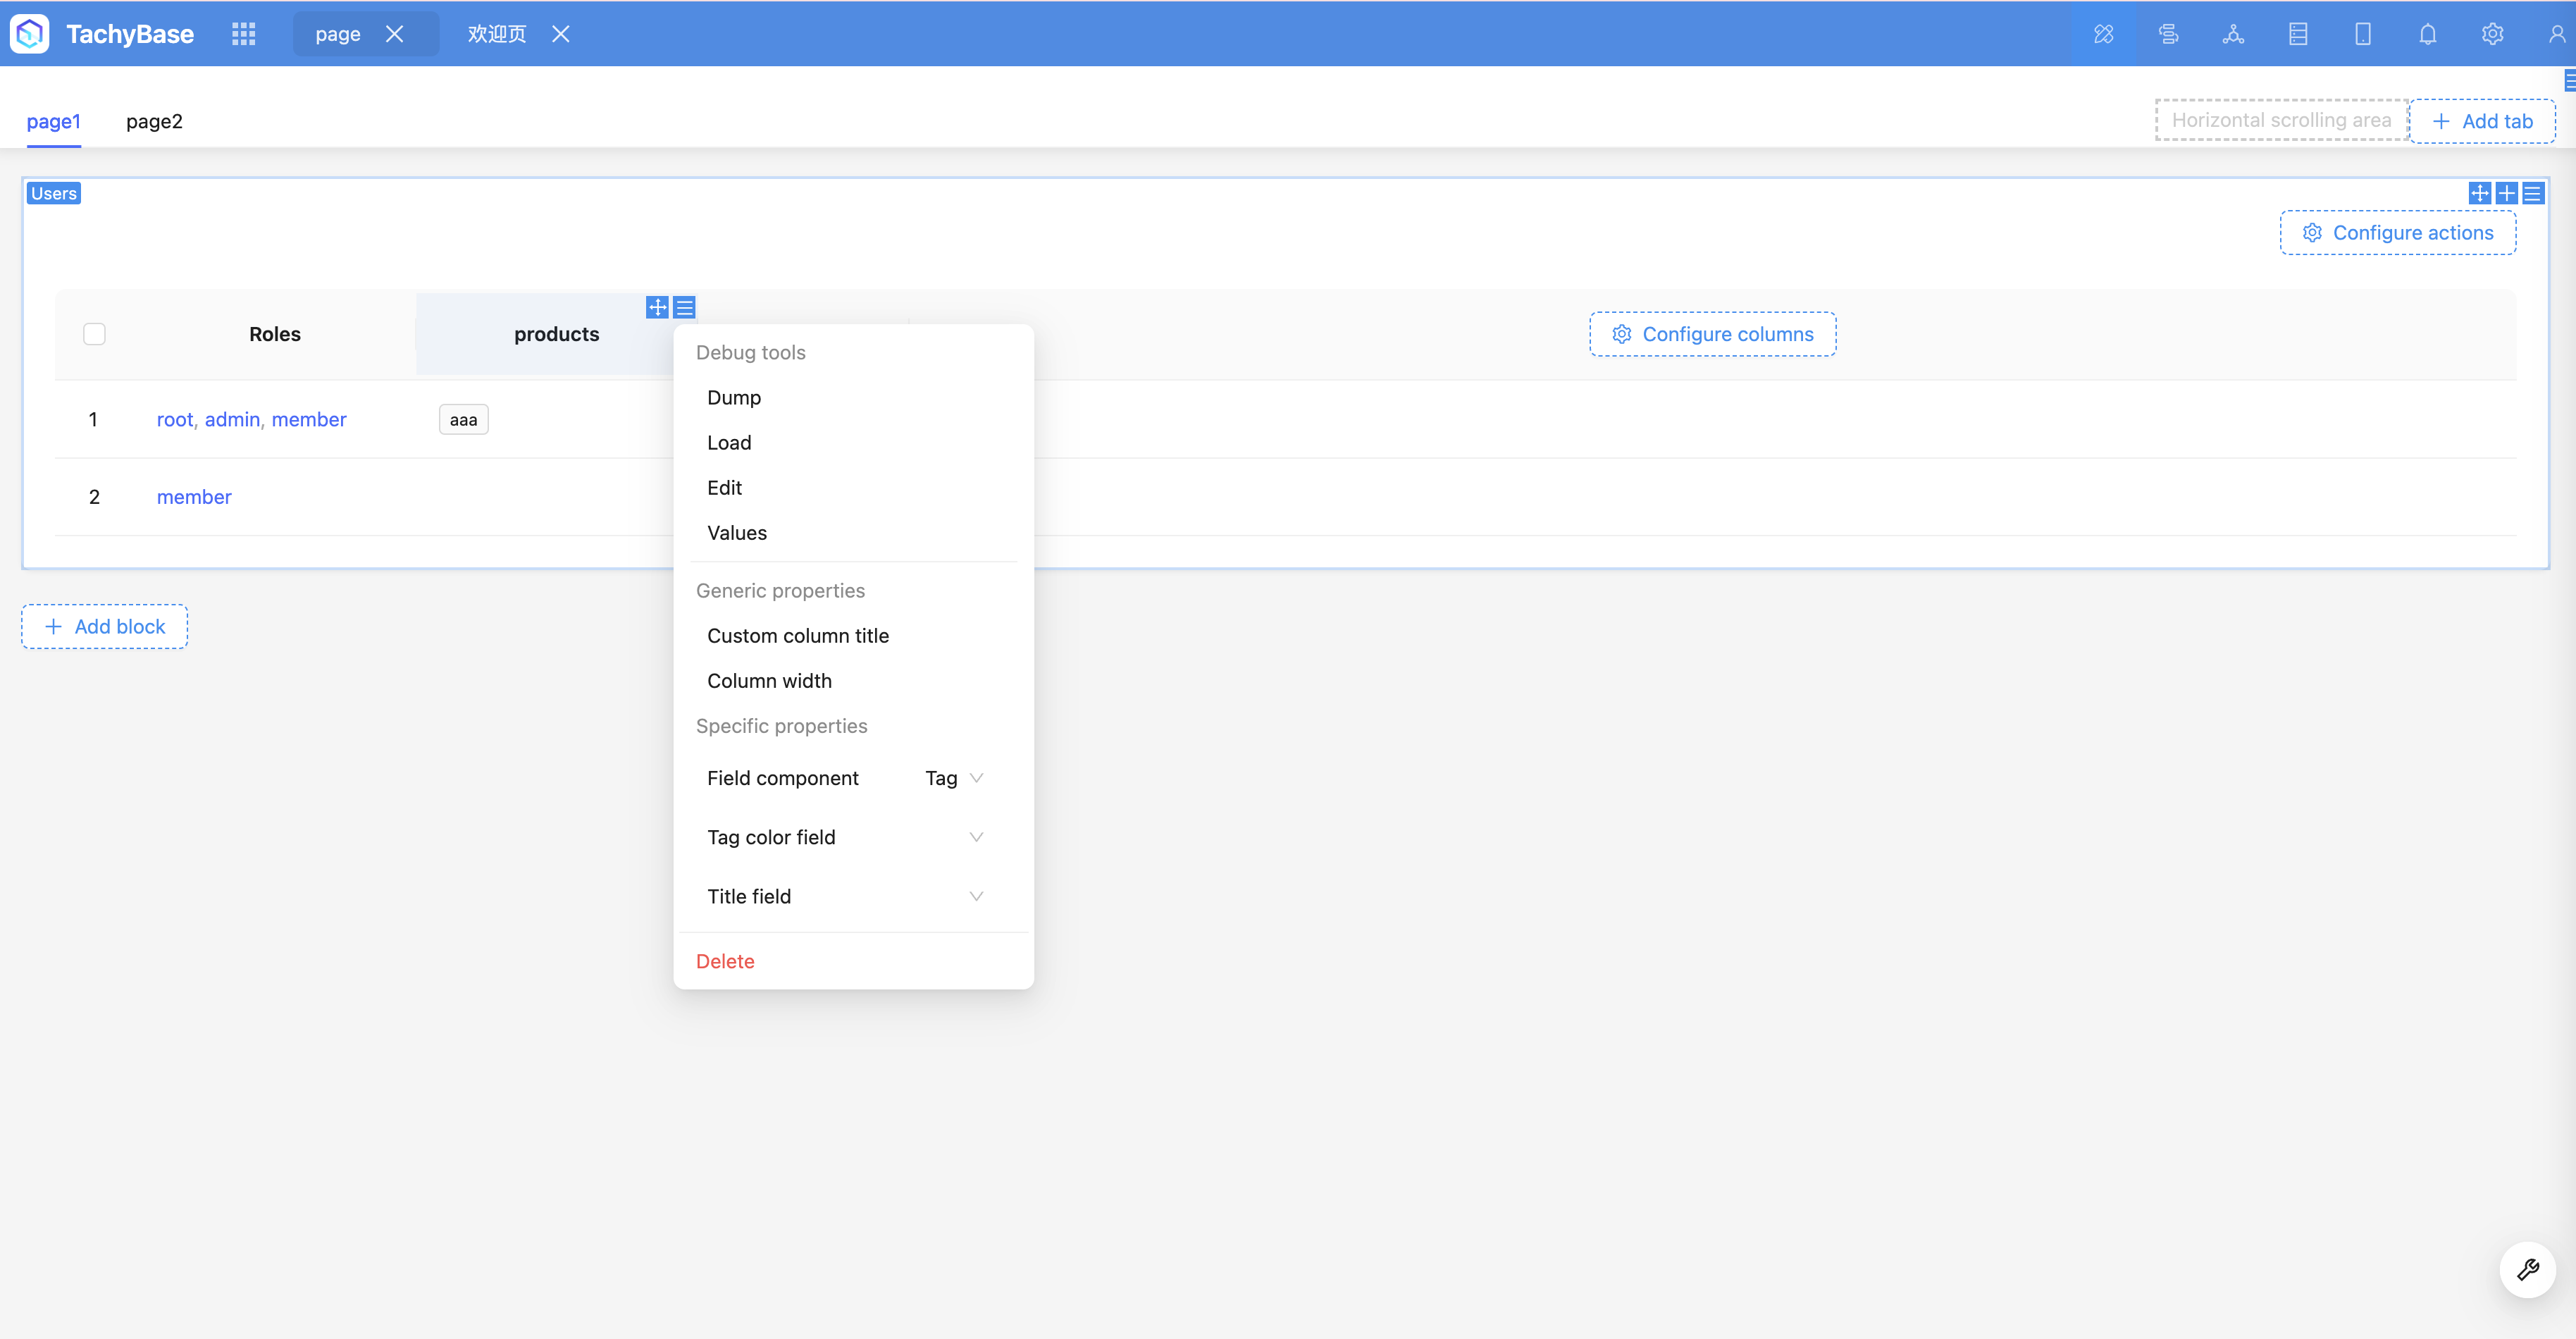 TachyBase
page
欢迎页
page1
page2
Horizontal scrolling area
Add tab
Users
Configure actions
Roles
products
Configure columns
1
root, admin, member
aaa
2
member
Debug tools
Dump
Load
Edit
Values
Generic properties
Custom column title
Column width
Specific properties
Field component Tag
Tag color field
Title field
Delete
Add block